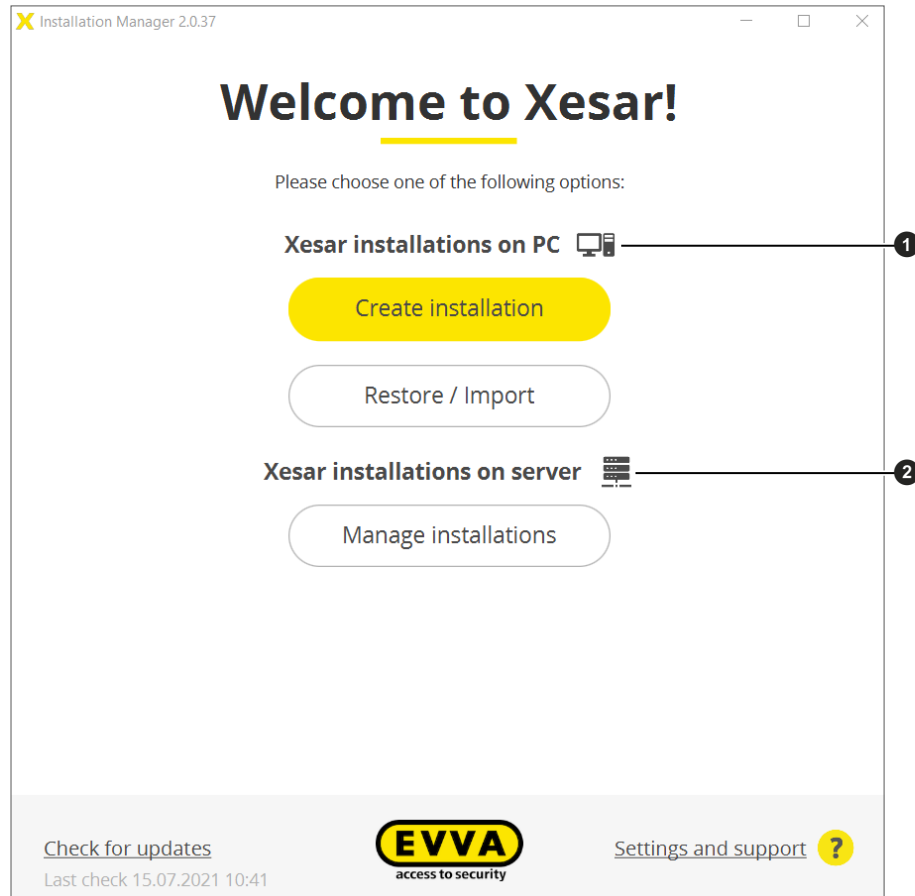 X Installation Manager 2.0.37
Welcome to Xesar!
Please choose one of the following options:
Xesar installations on PC
1
Create installation
Restore / Import
Xesar installations on server
2
Manage installations
Check for updates
Last check 15.07.2021 10:41
EVVA
access to security
Settings and support ?